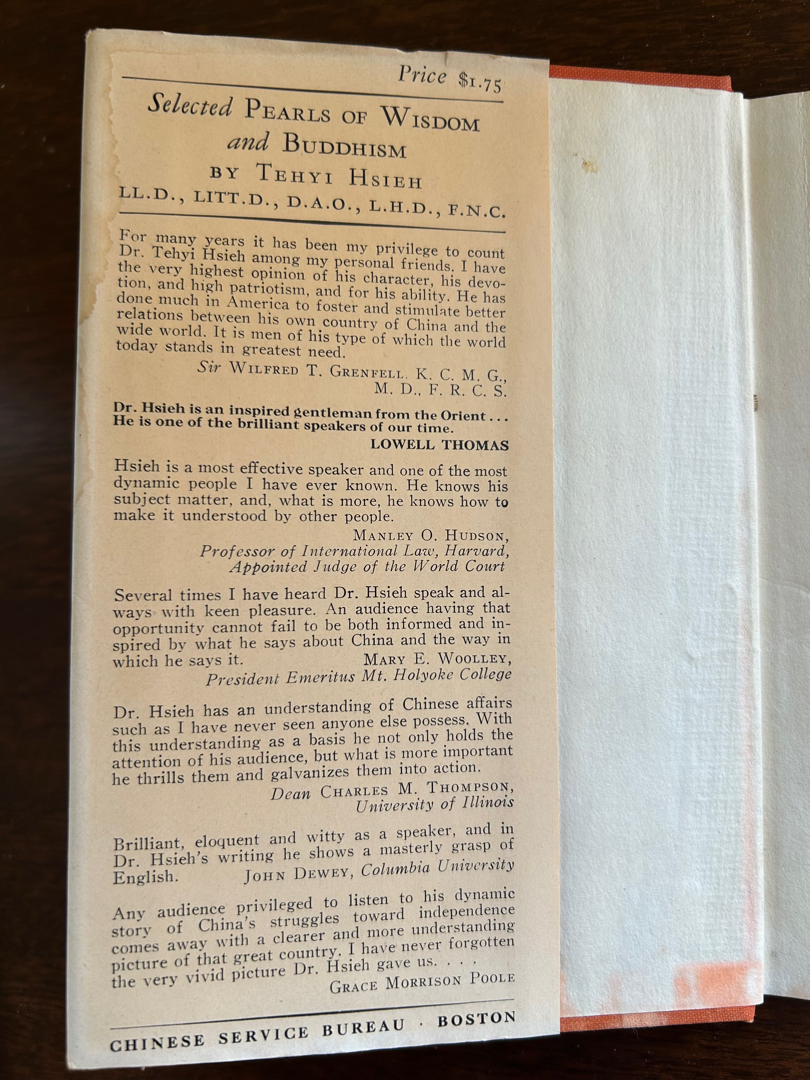 Price $1.75
Selected PEARLS OF WISDOM
and BUDDHISM
BY TEHYI HSIEH
LL.D., LITT.D., D.A.O., L.H.D., F.N.C.
For many years it has been my privilege to count
Dr. Tehyi Hsieh among my personal friends. I have
the very highest opinion of his character, his devo-
tion, and high patriotism, and for his ability. He has
done much in America to foster and stimulate better
relations between his own country of China and the
wide world. It is men of his type of which the world
today stands in greatest need.
Sir WILFRED T. GRENFELL, K. C. M. G.,
M. D., F. R. C. S.
Dr. Hsieh is an inspired gentleman from the Orient...
He is one of the brilliant speakers of our time.
LOWELL THOMAS
Hsieh is a most effective speaker and one of the most
dynamic people I have ever known. He knows his
subject matter, and, what is more, he knows how to
make it understood by other people.
MANLEY O. HUDSON,
Professor of International Law, Harvard,
Appointed Judge of the World Court
Several times I have heard Dr. Hsieh speak and al-
ways with keen pleasure. An audience having that
opportunity cannot fail to be both informed and in-
spired by what he says about China and the way in
which he says it. MARY E. WOOLLEY,
President Emeritus Mt. Holyoke College
Dr. Hsieh has an understanding of Chinese affairs
such as I have never seen anyone else possess. With
this understanding as a basis he not only holds the
attention of his audience, but what is more important
he thrills them and galvanizes them into action.
Dean CHARLES M. THOMPSON,
University of Illinois
Brilliant, eloquent and witty as a speaker, and in
Dr. Hsieh's writing he shows a masterly grasp of
English. JOHN DEWEY, Columbia University
Any audience privileged to listen to his dynamic
story of China's struggles toward independence
comes away with a clearer and more understanding
picture of that great country. I have never forgotten
the very vivid picture Dr. Hsieh gave us. . . .
GRACE MORRISON POOLE
CHINESE SERVICE BUREAU · BOSTON